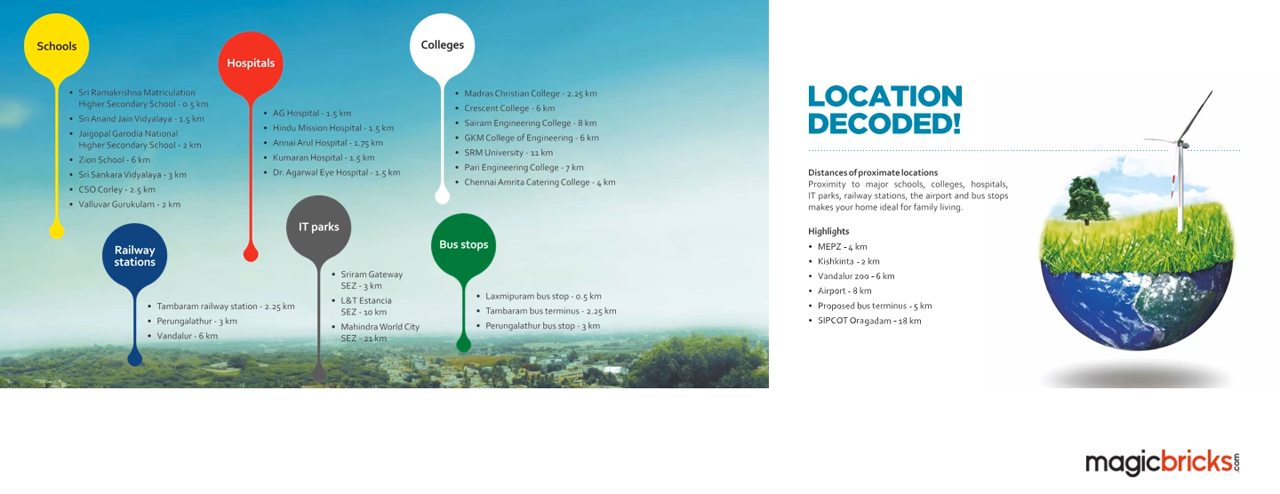 Schools
• Sri Ramakrishna Matriculation
Higher Secondary School - 0.5 km
• Sri Anand Jain Vidyalaya - 1.5 km
• Jaigopal Garodia National
Higher Secondary School - 2 km
• Zion School - 6 km
• Sri Sankara Vidyalaya - 3 km
• CSO Corley - 2.5 km
• Valluvar Gurukulam - 2 km
Hospitals
• AG Hospital - 1.5 km
• Hindu Mission Hospital - 1.5 km
• Annai Arul Hospital - 1.75 km
• Kumaran Hospital - 1.5 km
• Dr. Agarwal Eye Hospital - 1.5 km
Colleges
• Madras Christian College - 2.25 km
• Crescent College - 6 km
• Sairam Engineering College - 8 km
• GKM College of Engineering - 6 km
• SRM University - 11 km
• Pari Engineering College - 7 km
• Chennai Amrita Catering College - 4 km
Railway
stations
• Tambaram railway station - 2.25 km
• Perungalathur - 3 km
• Vandalur - 6 km
IT parks
• Sriram Gateway
SEZ - 3 km
• L&T Estancia
SEZ - 10 km
• Mahindra World City
SEZ - 21 km
Bus stops
• Laxmipuram bus stop - 0.5 km
• Tambaram bus terminus - 2.25 km
• Perungalathur bus stop - 3 km
LOCATION
DECODED!
Distances of proximate locations
Proximity to major schools, colleges, hospitals,
IT parks, railway stations, the airport and bus stops
makes your home ideal for family living.
Highlights
• MEPZ - 4 km
• Kishkinta - 2 km
• Vandalur zoo - 6 km
• Airport - 8 km
• Proposed bus terminus - 5 km
• SIPCOT Oragadam - 18 km
magicbricks.com